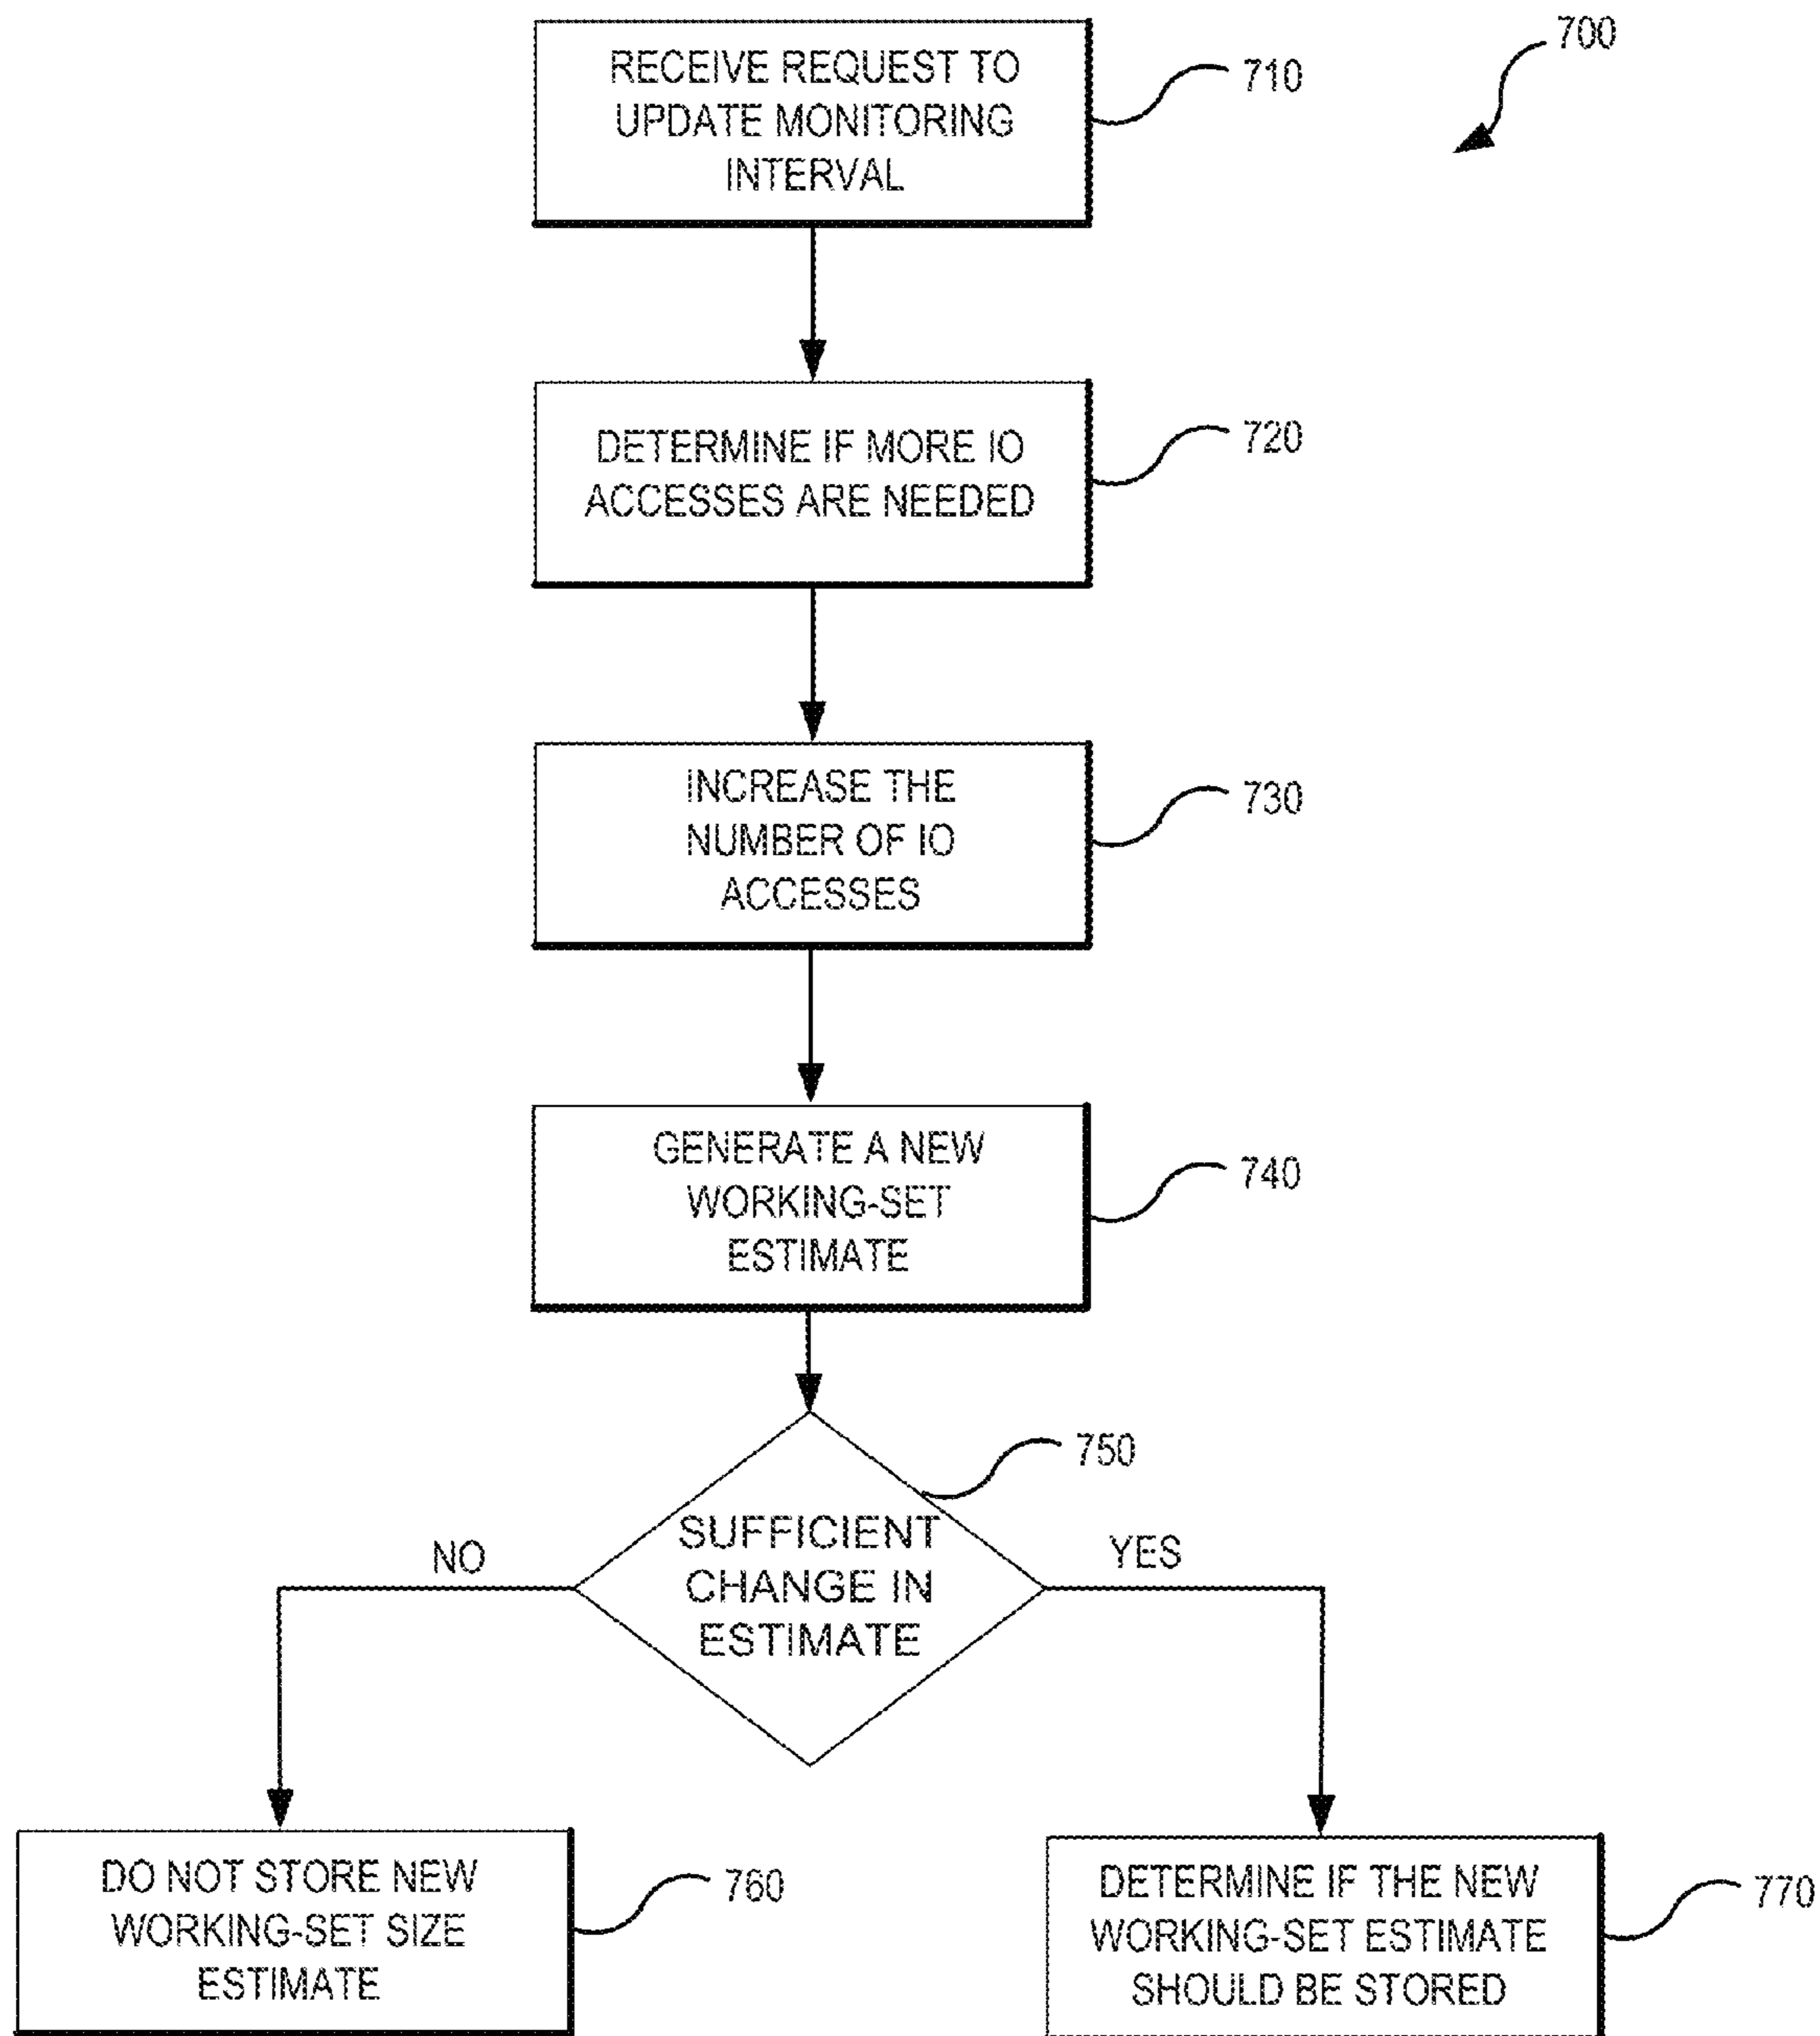 700
RECEIVE REQUEST TO
UPDATE MONITORING
INTERVAL
710
DETERMINE IF MORE IO
ACCESSES ARE NEEDED
720
INCREASE THE
NUMBER OF IO
ACCESSES
730
GENERATE A NEW
WORKING-SET
ESTIMATE
740
750
SUFFICIENT
CHANGE IN
ESTIMATE
NO
YES
DO NOT STORE NEW
WORKING-SET SIZE
ESTIMATE
760
DETERMINE IF THE NEW
WORKING-SET ESTIMATE
SHOULD BE STORED
770